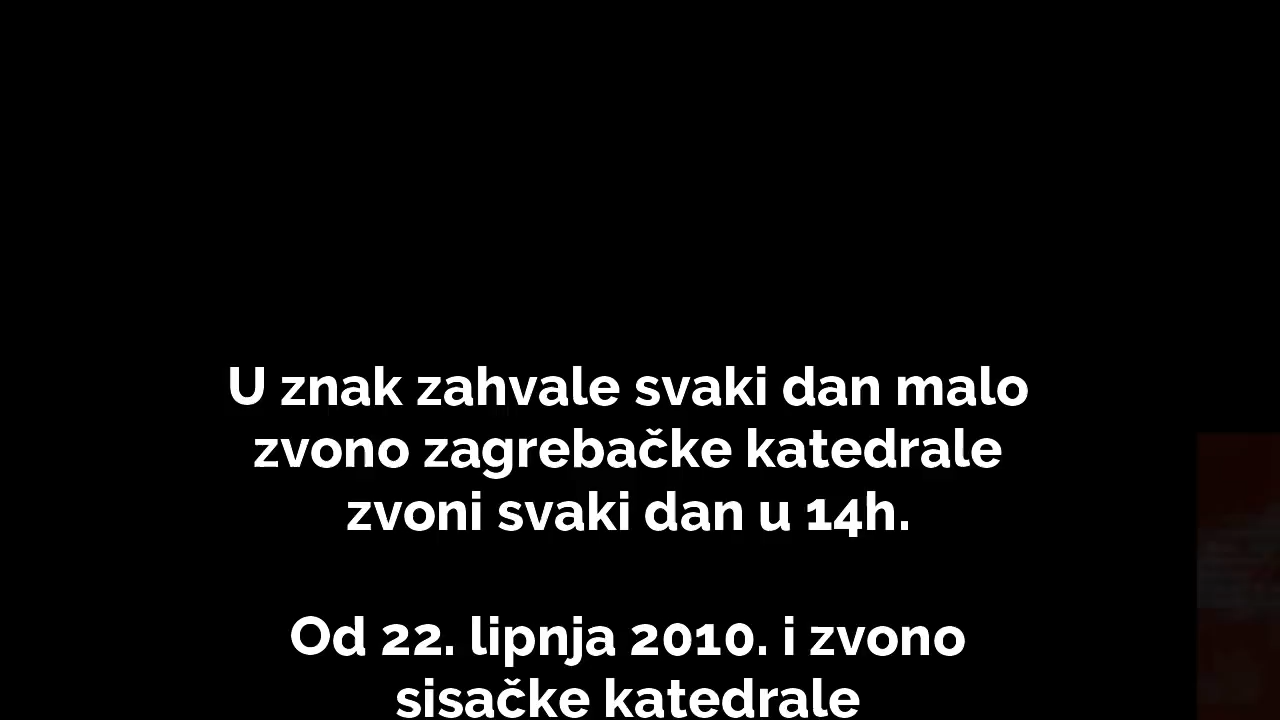 U znak zahvale svaki dan malo
zvono zagrebačke katedrale
zvoni svaki dan u 14h.
Od 22. lipnja 2010. i zvono
sisačke katedrale